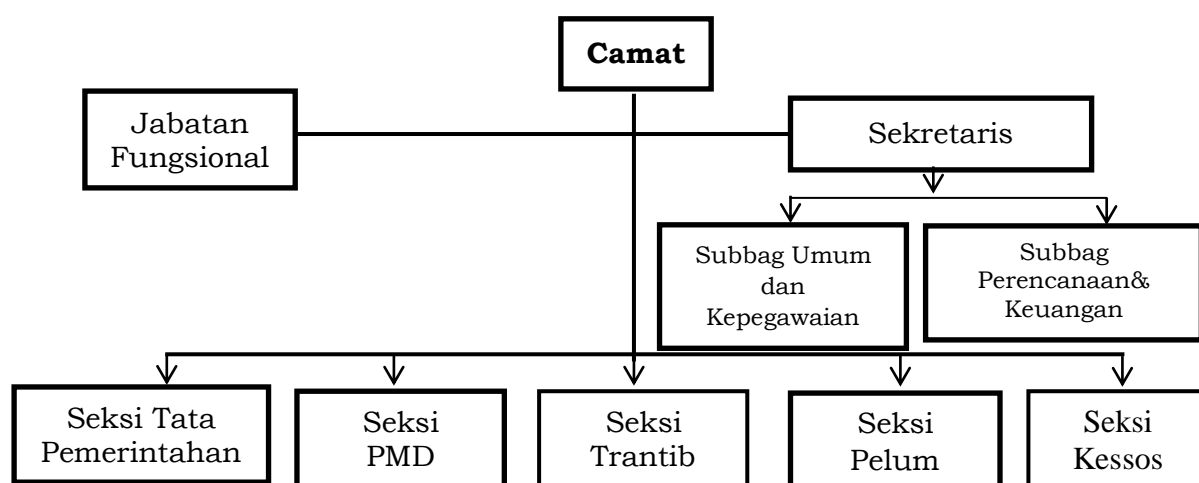 Camat
Jabatan
Fungsional
Sekretaris
Subbag Umum
dan
Kepegawaian
Subbag
Perencanaan&
Keuangan
Seksi Tata
Pemerintahan
Seksi
PMD
Seksi
Trantib
Seksi
Pelum
Seksi
Kessos